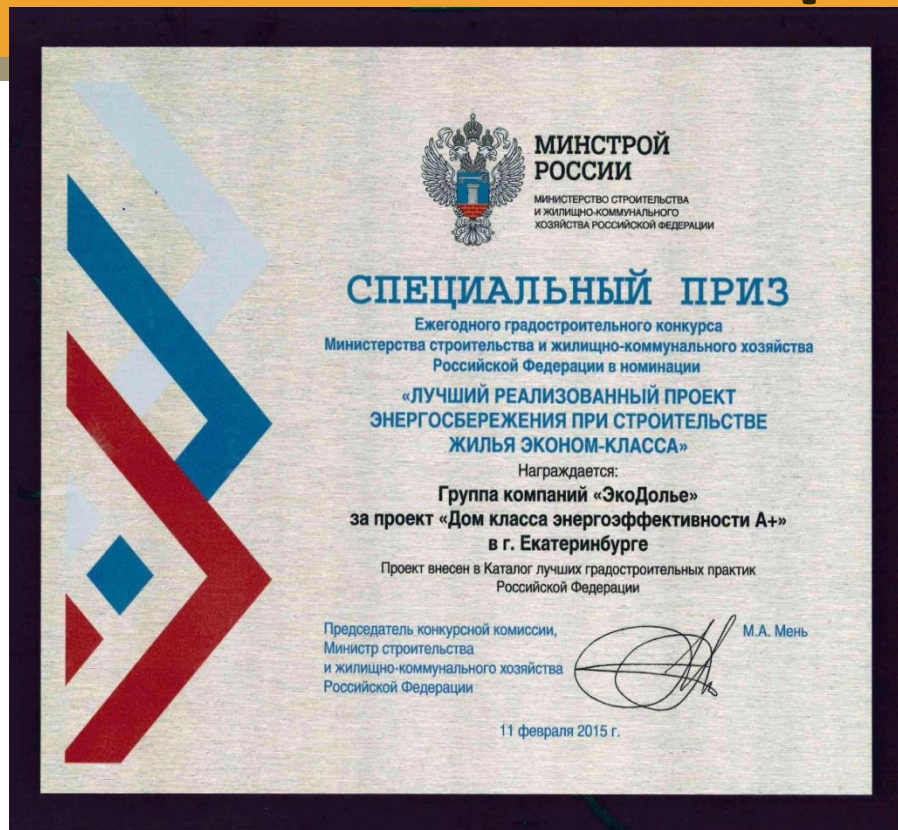 МИНСТРОЙ
РОССИИ
МИНИСТЕРСТВО СТРОИТЕЛЬСТВА
И ЖИЛИЩНО-КОММУНАЛЬНОГО
ХОЗЯЙСТВА РОССИЙСКОЙ ФЕДЕРАЦИИ
СПЕЦИАЛЬНЫЙ ПРИЗ
Ежегодного градостроительного конкурса
Министерства строительства и жилищно-коммунального хозяйства
Российской Федерации в номинации
«ЛУЧШИЙ РЕАЛИЗОВАННЫЙ ПРОЕКТ
ЭНЕРГОСБЕРЕЖЕНИЯ ПРИ СТРОИТЕЛЬСТВЕ
ЖИЛЬЯ ЭКОНОМ-КЛАССА»
Награждается:
Группа компаний «ЭкоДолье»
за проект «Дом класса энергоэффективности А+»
в г. Екатеринбурге
Проект внесен в Каталог лучших градостроительных практик
Российской Федерации
Председатель конкурсной комиссии,
Министр строительства
и жилищно-коммунального хозяйства
Российской Федерации
М.А. Мень
11 февраля 2015 г.